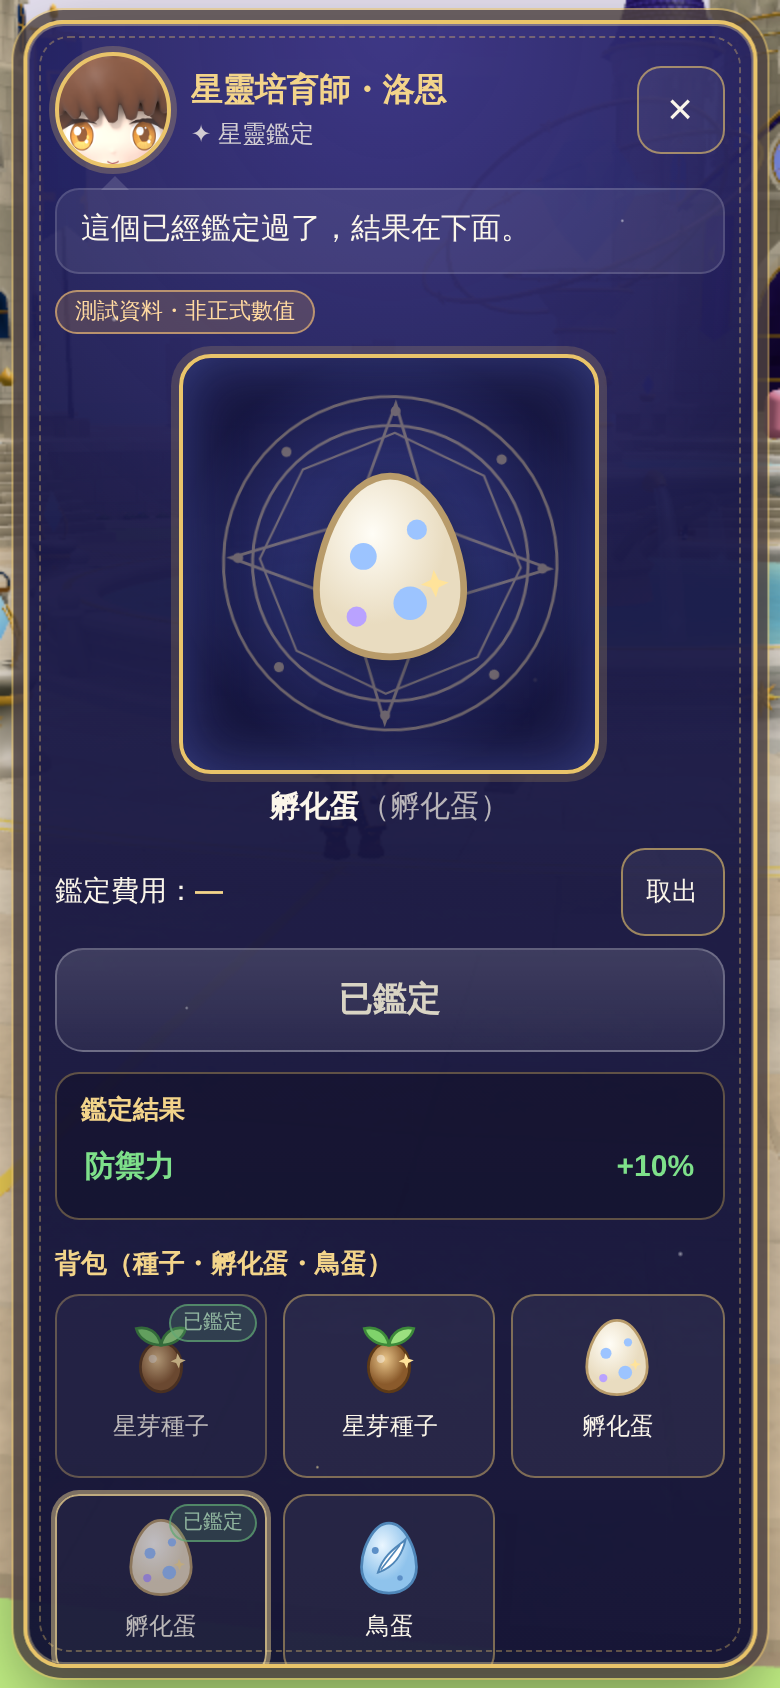 星靈培育師・洛恩
✦ 星靈鑑定
✕
這個已經鑑定過了，結果在下面。
測試資料・非正式數值
孵化蛋（孵化蛋）
鑑定費用：—
取出
已鑑定
鑑定結果
防禦力 +10%
背包（種子・孵化蛋・鳥蛋）
已鑑定
星芽種子
星芽種子
孵化蛋
已鑑定
孵化蛋
鳥蛋